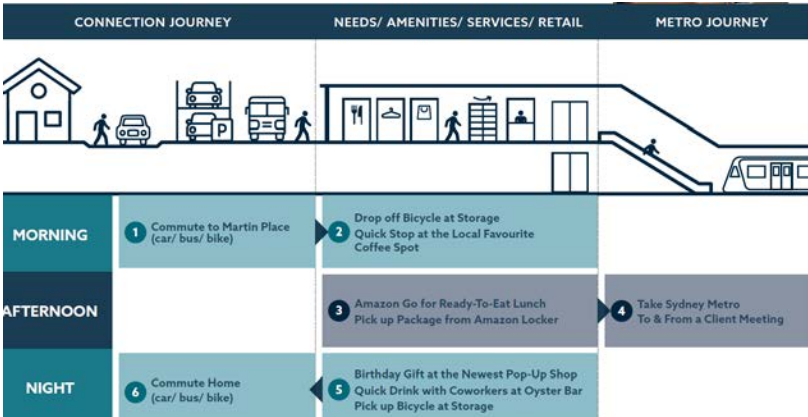 CONNECTION JOURNEY
NEEDS/ AMENITIES/ SERVICES/ RETAIL
METRO JOURNEY
P
MORNING
1 Commute to Martin Place
(car/ bus/ bike)
2 Drop off Bicycle at Storage
Quick Stop at the Local Favourite
Coffee Spot
AFTERNOON
3 Amazon Go for Ready-To-Eat Lunch
Pick up Package from Amazon Locker
4 Take Sydney Metro
To & From a Client Meeting
NIGHT
6 Commute Home
(car/ bus/ bike)
5 Birthday Gift at the Newest Pop-Up Shop
Quick Drink with Coworkers at Oyster Bar
Pick up Bicycle at Storage